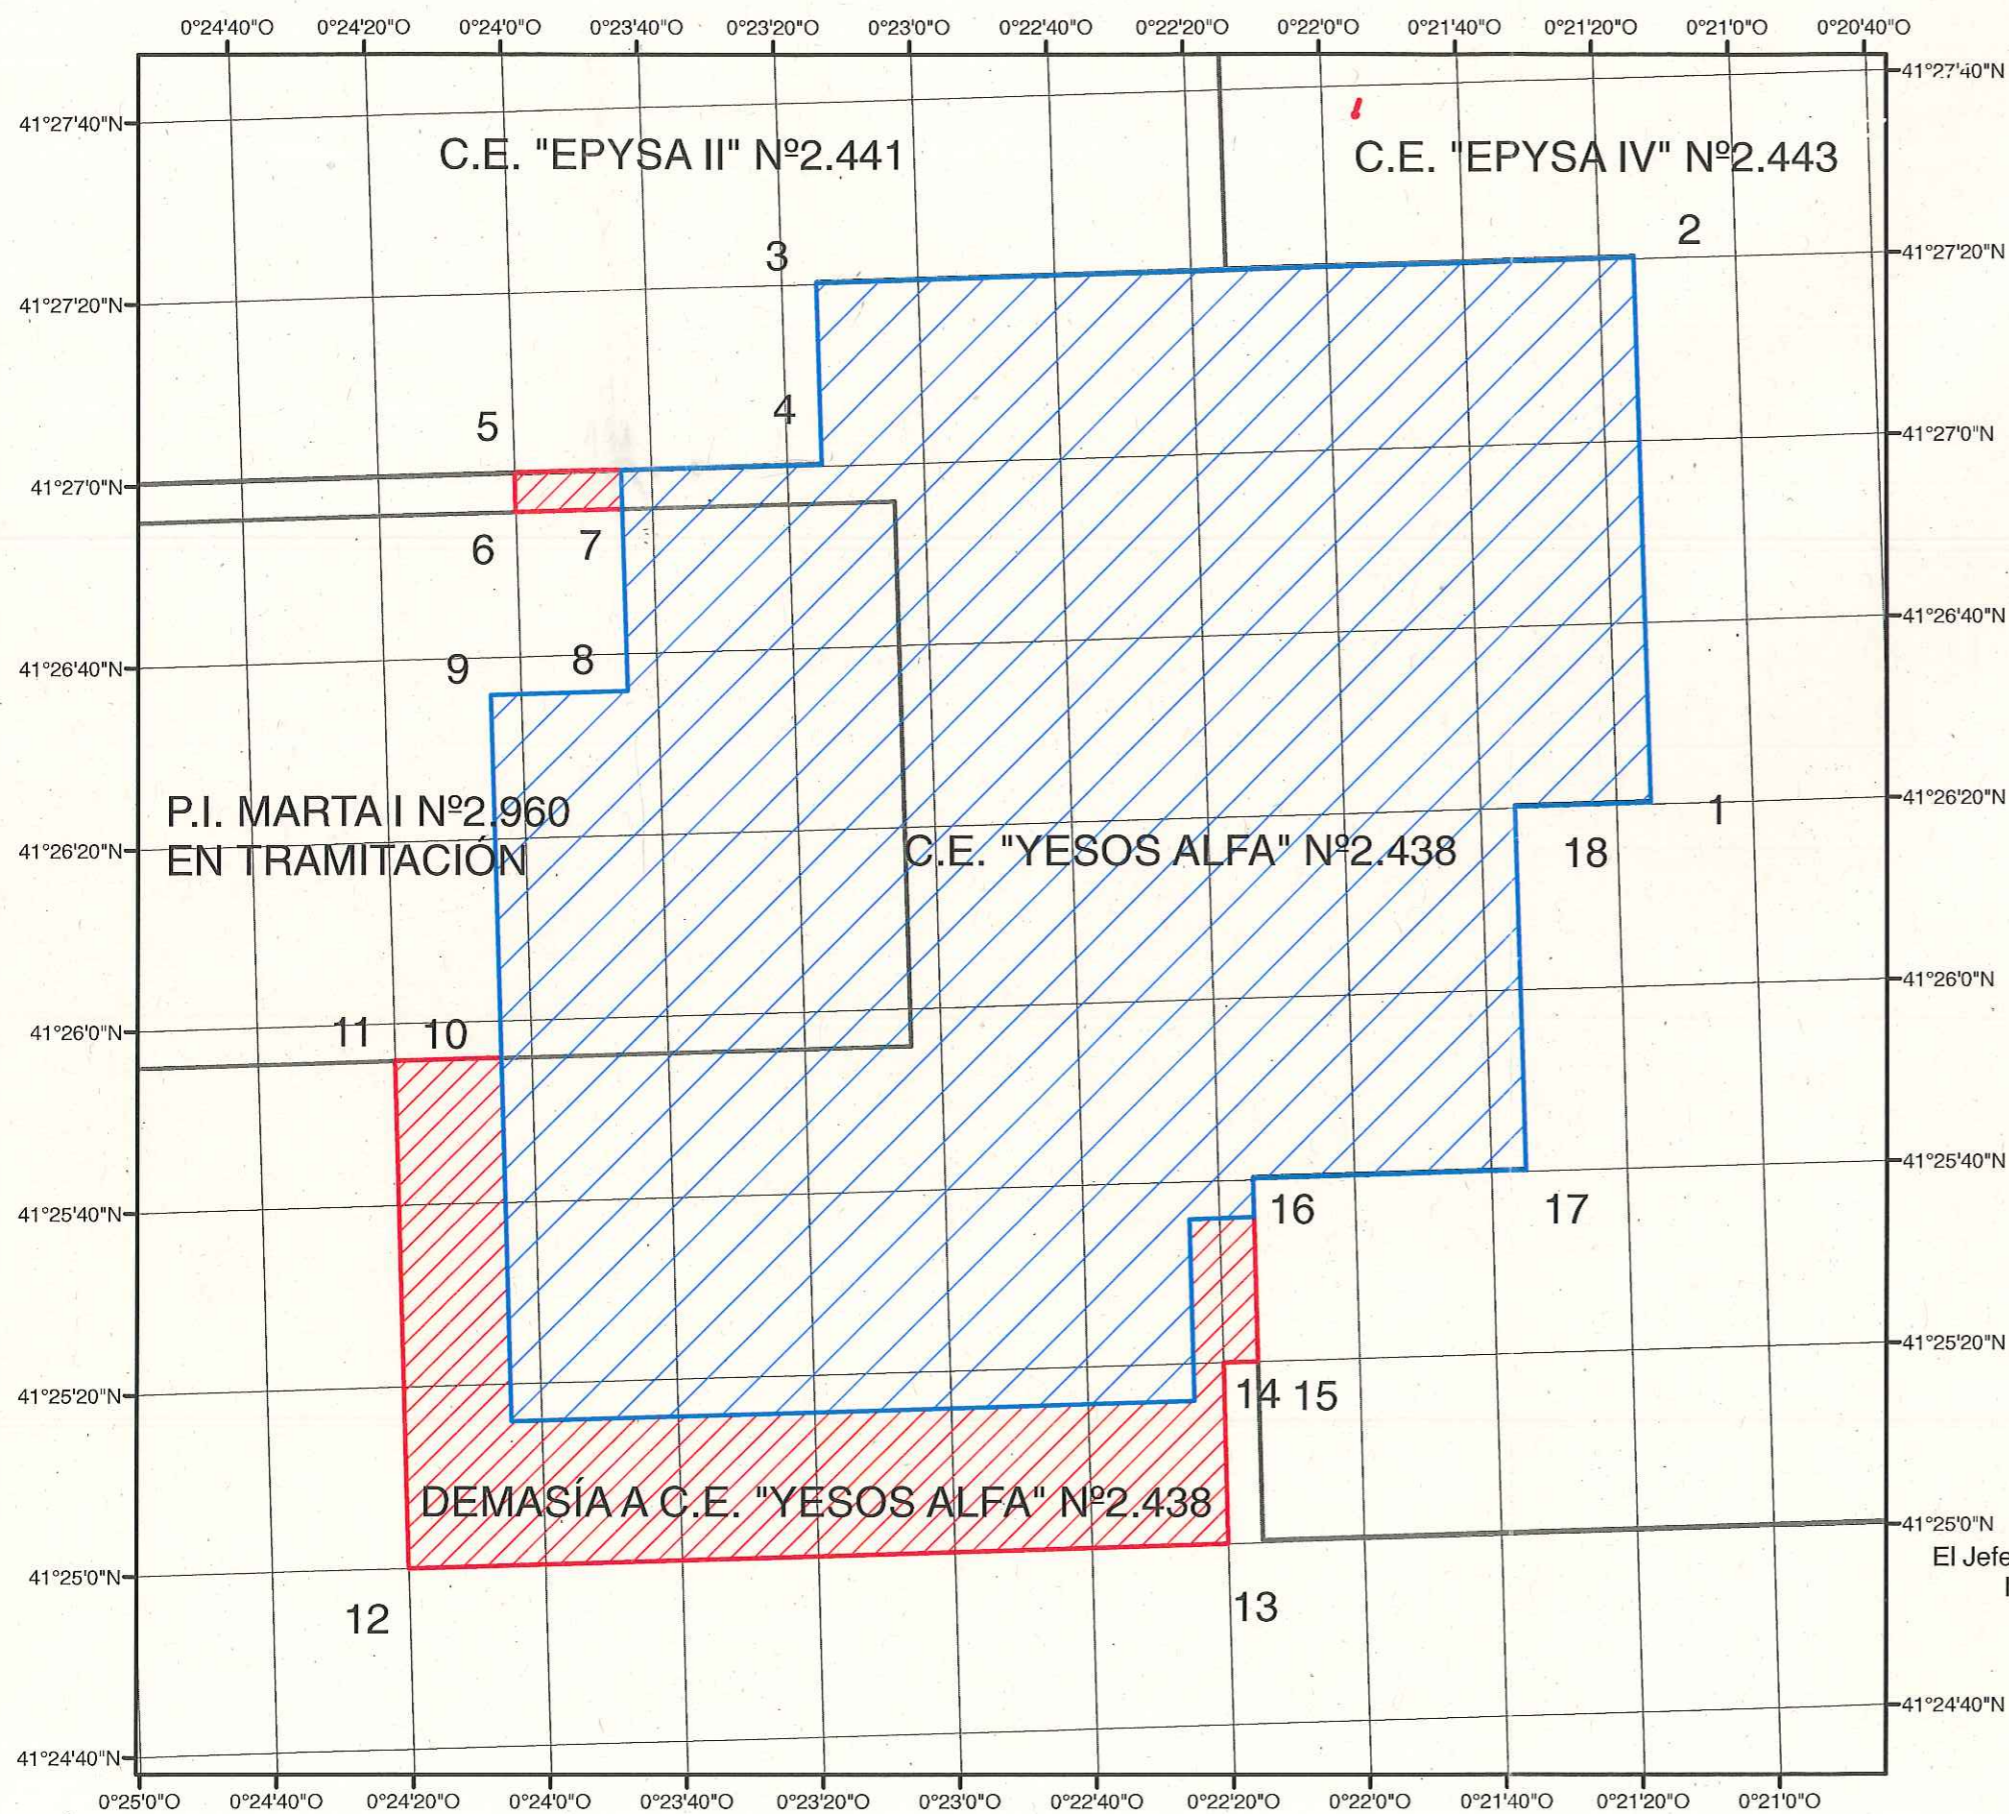 0°24'40"O 0°24'20"O 0°24'0"O 0°23'40"O 0°23'20"O 0°23'0"O 0°22'40"O 0°22'20"O 0°22'0"O 0°21'40"O 0°21'20"O 0°21'0"O 0°20'40"O
41°27'40"N
41°27'40"N
C.E. "EPYSA II" Nº2.441
C.E. "EPYSA IV" Nº2.443
2
3
41°27'20"N
41°27'20"N
4
5
41°27'0"N
41°27'0"N
6
7
41°26'40"N
8
9
41°26'40"N
P.I. MARTA I Nº2.960
EN TRAMITACIÓN
41°26'20"N
1
C.E. "YESOS ALFA" Nº2.438
18
41°26'20"N
41°26'0"N
11
10
41°26'0"N
41°25'40"N
16
17
41°25'40"N
41°25'20"N
14
15
41°25'20"N
DEMASÍA A C.E. "YESOS ALFA" Nº2.438
41°25'0"N
El Jefe
41°25'0"N
12
13
41°24'40"N
41°24'40"N
0°25'0"O 0°24'40"O 0°24'20"O 0°24'0"O 0°23'40"O 0°23'20"O 0°23'0"O 0°22'40"O 0°22'20"O 0°22'0"O 0°21'40"O 0°21'20"O 0°21'0"O